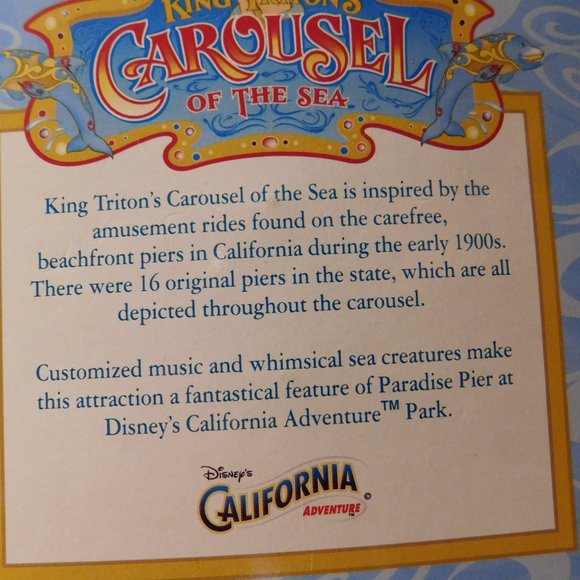 KING TRITON'S
CAROUSEL
OF THE SEA
King Triton's Carousel of the Sea is inspired by the
amusement rides found on the carefree,
beachfront piers in California during the early 1900s.
There were 16 original piers in the state, which are all
depicted throughout the carousel.
Customized music and whimsical sea creatures make
this attraction a fantastical feature of Paradise Pier at
Disney's California Adventure™ Park.
DISNEY'S
CALIFORNIA
ADVENTURE™ ©